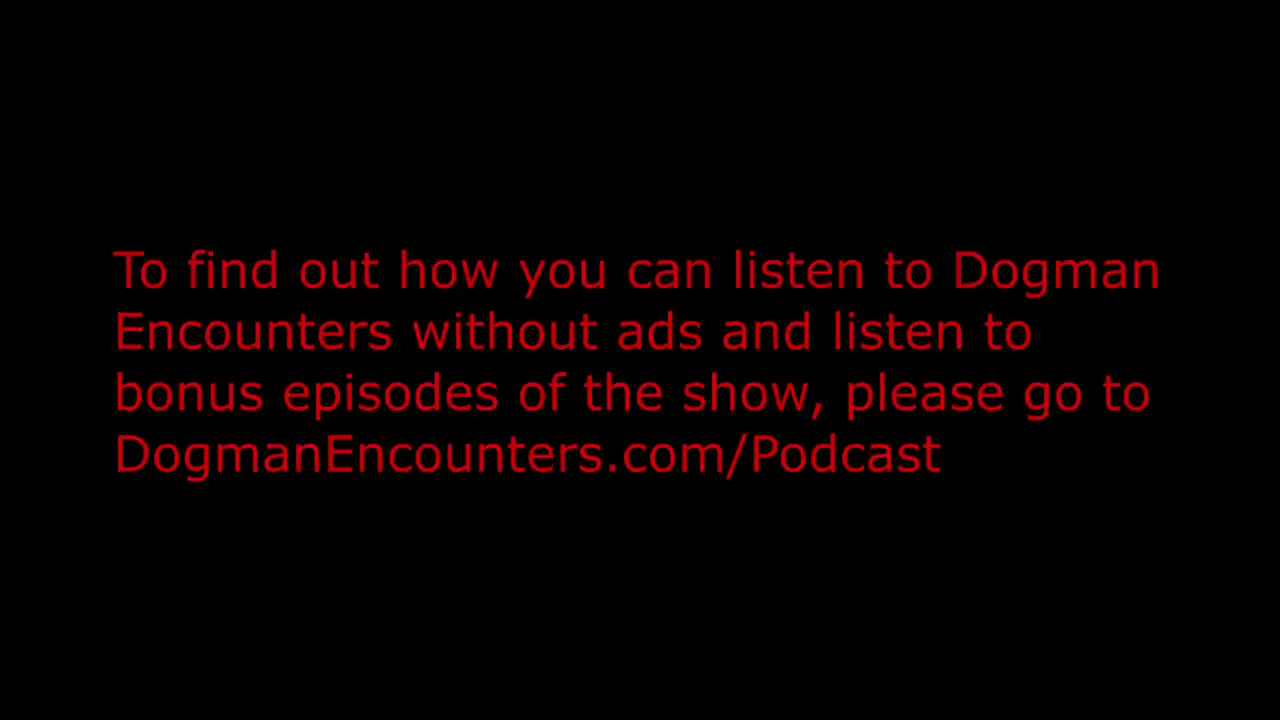 To find out how you can listen to Dogman
Encounters without ads and listen to
bonus episodes of the show, please go to
DogmanEncounters.com/Podcast